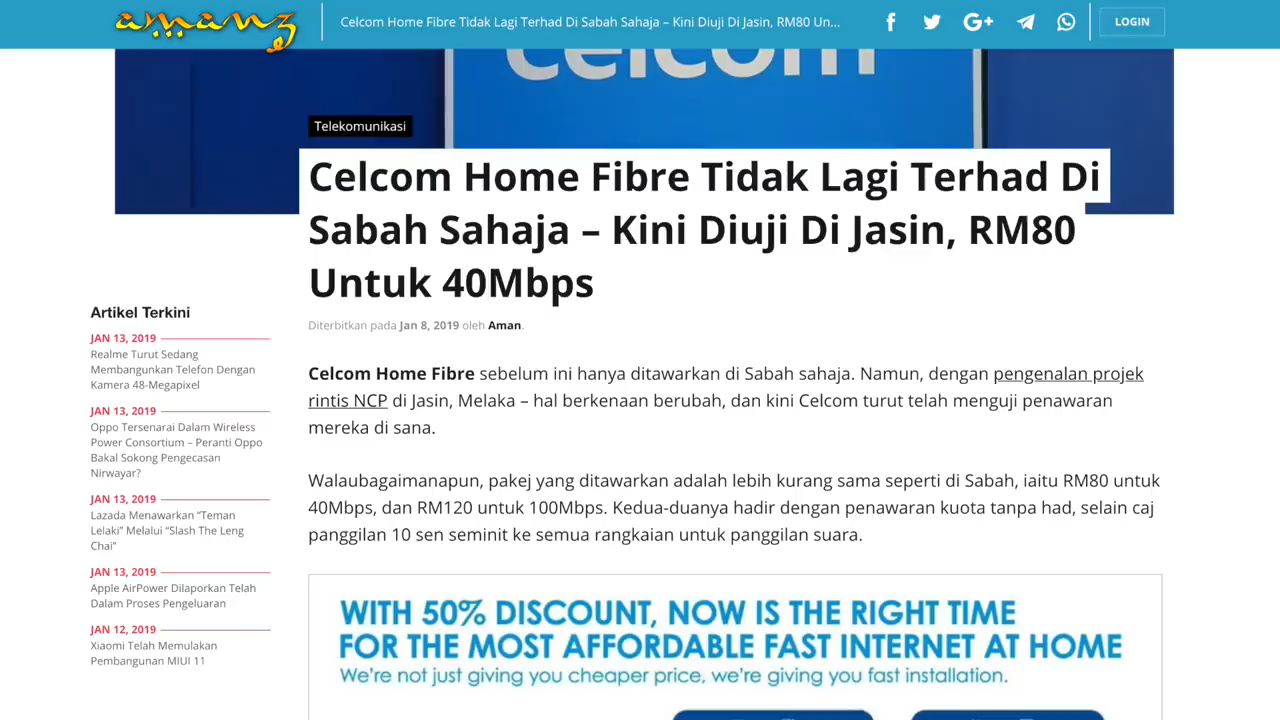 amanz
Celcom Home Fibre Tidak Lagi Terhad Di Sabah Sahaja – Kini Diuji Di Jasin, RM80 Un...
LOGIN
celcom
Telekomunikasi
Celcom Home Fibre Tidak Lagi Terhad Di
Sabah Sahaja – Kini Diuji Di Jasin, RM80
Untuk 40Mbps
Diterbitkan pada Jan 8, 2019 oleh Aman.
Artikel Terkini
JAN 13, 2019
Realme Turut Sedang
Membangunkan Telefon Dengan
Kamera 48-Megapixel
JAN 13, 2019
Oppo Tersenarai Dalam Wireless
Power Consortium – Peranti Oppo
Bakal Sokong Pengecasan
Nirwayar?
JAN 13, 2019
Lazada Menawarkan “Teman
Lelaki” Melalui “Slash The Leng
Chai”
JAN 13, 2019
Apple AirPower Dilaporkan Telah
Dalam Proses Pengeluaran
JAN 12, 2019
Xiaomi Telah Memulakan
Pembangunan MIUI 11
Celcom Home Fibre sebelum ini hanya ditawarkan di Sabah sahaja. Namun, dengan pengenalan projek
rintis NCP di Jasin, Melaka – hal berkenaan berubah, dan kini Celcom turut telah menguji penawaran
mereka di sana.
Walaubagaimanapun, pakej yang ditawarkan adalah lebih kurang sama seperti di Sabah, iaitu RM80 untuk
40Mbps, dan RM120 untuk 100Mbps. Kedua-duanya hadir dengan penawaran kuota tanpa had, selain caj
panggilan 10 sen seminit ke semua rangkaian untuk panggilan suara.
WITH 50% DISCOUNT, NOW IS THE RIGHT TIME
FOR THE MOST AFFORDABLE FAST INTERNET AT HOME
We're not just giving you cheaper price, we're giving you fast installation.